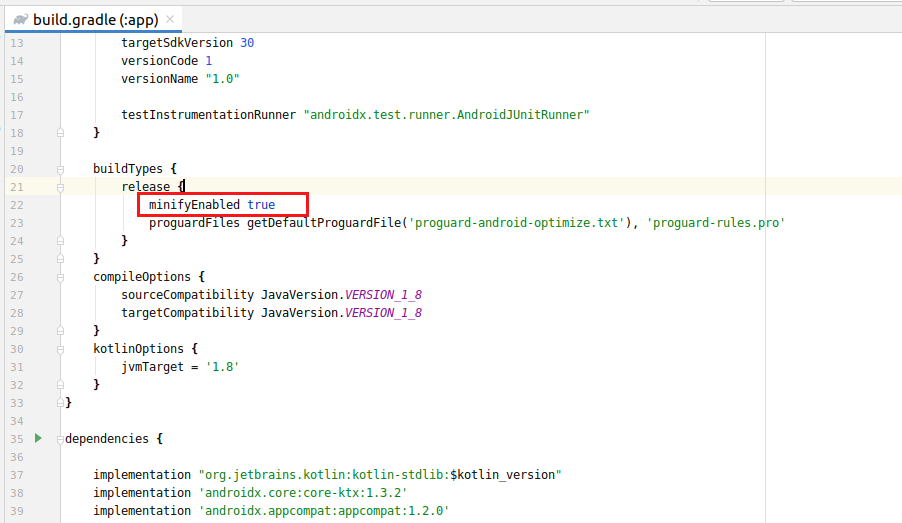 build.gradle (:app)
13 targetSdkVersion 30
14 versionCode 1
15 versionName "1.0"
16
17 testInstrumentationRunner "androidx.test.runner.AndroidJUnitRunner"
18 }
19
20 buildTypes {
21 release {
22 minifyEnabled true
23 proguardFiles getDefaultProguardFile('proguard-android-optimize.txt'), 'proguard-rules.pro'
24 }
25 }
26 compileOptions {
27 sourceCompatibility JavaVersion.VERSION_1_8
28 targetCompatibility JavaVersion.VERSION_1_8
29 }
30 kotlinOptions {
31 jvmTarget = '1.8'
32 }
33 }
34
35 dependencies {
36
37 implementation "org.jetbrains.kotlin:kotlin-stdlib:$kotlin_version"
38 implementation 'androidx.core:core-ktx:1.3.2'
39 implementation 'androidx.appcompat:appcompat:1.2.0'